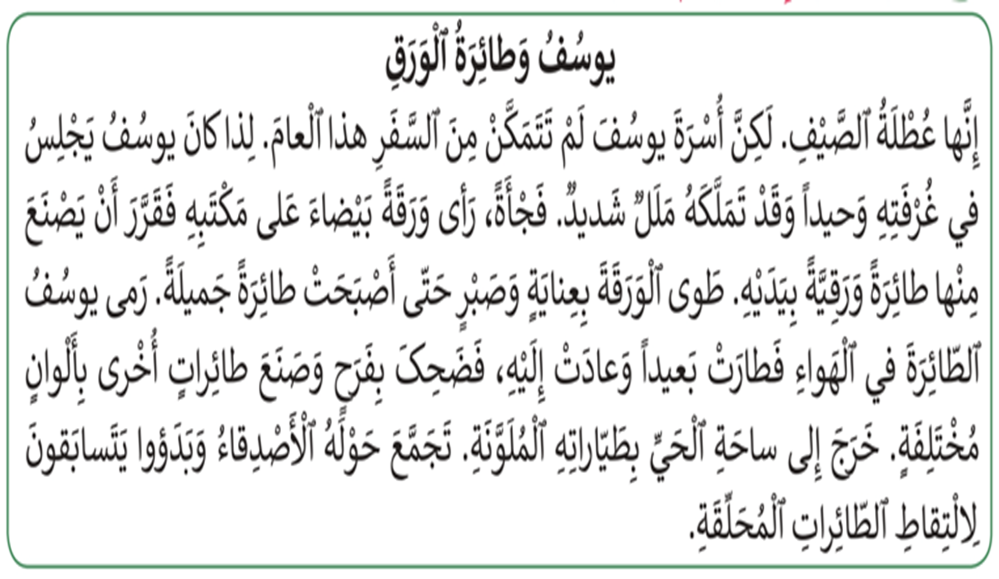 يوسُفُ وَطائِرَةُ ٱلْوَرَقِ
إِنَّها عُطْلَةُ ٱلصَّيْفِ. لَكِنَّ أُسْرَةَ يوسُفَ لَمْ تَتَمَكَّنْ مِنَ ٱلسَّفَرِ هذا ٱلْعامَ. لِذا كانَ يوسُفُ يَجْلِسُ
في غُرْفَتِهِ وَحيداً وَقَدْ تَمَلَّكَهُ مَلَلٌ شَديدٌ. فَجْأَةً، رَأى وَرَقَةً بَيْضاءَ عَلى مَكْتَبِهِ فَقَرَّرَ أَنْ يَصْنَعَ
مِنْها طائِرَةً وَرَقِيَّةً بِيَدَيْهِ. طَوى ٱلْوَرَقَةَ بِعِنايَةٍ وَصَبْرٍ حَتّى أَصْبَحَتْ طائِرَةً جَميلَةً. رَمى يوسُفُ
ٱلطّائِرَةَ في ٱلْهَواءِ فَطارَتْ بَعيداً وَعادَتْ إِلَيْهِ، فَضَحِکَ بِفَرَحٍ وَصَنَعَ طائِراتٍ أُخْرى بِأَلْوانٍ
مُخْتَلِفَةٍ. خَرَجَ إِلى ساحَةِ ٱلْحَيِّ بِطَيّاراتِهِ ٱلْمُلَوَّنَةِ. تَجَمَّعَ حَوْلَهُ ٱلْأَصْدِقاءُ وَبَدَؤوا يَتَسابَقونَ
لِالْتِقاطِ ٱلطّائِراتِ ٱلْمُحَلِّقَةِ.